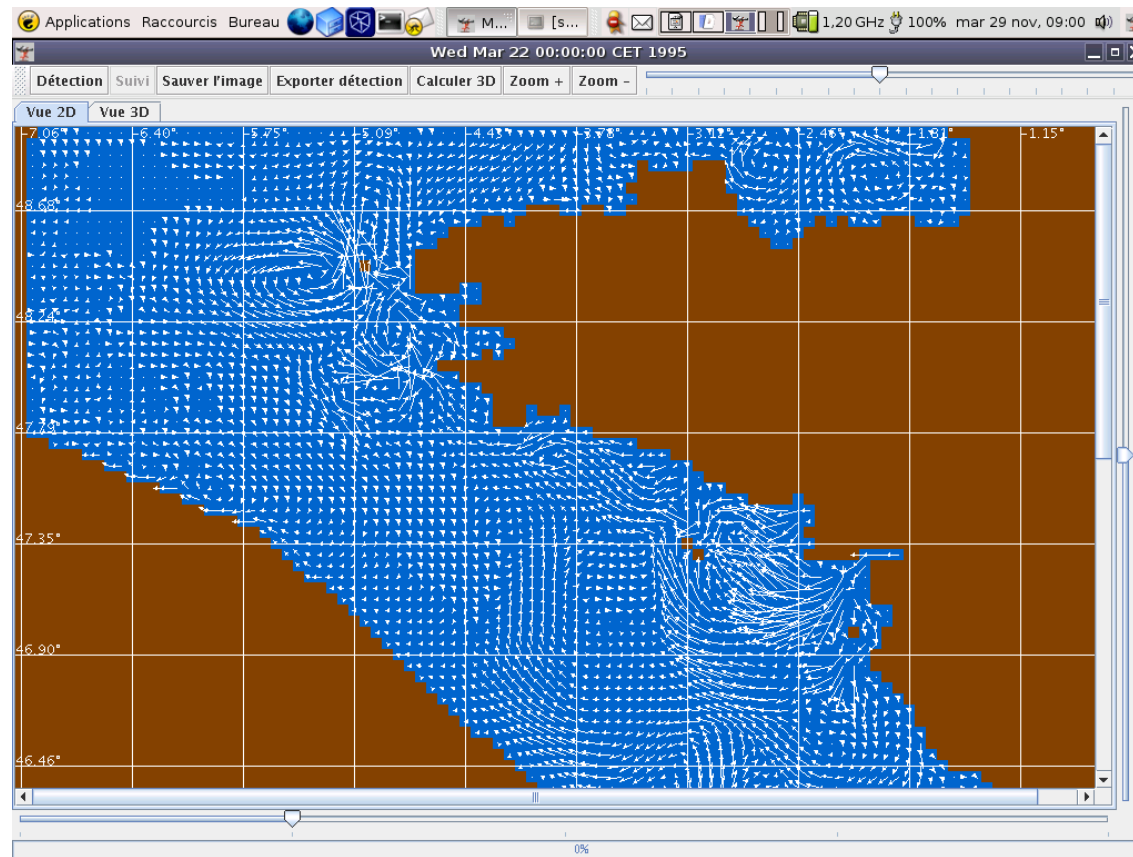 Applications Raccourcis Bureau M... [s... 1,20 GHz 100% mar 29 nov, 09:00
Wed Mar 22 00:00:00 CET 1995
Détection Suivi Sauver l'image Exporter détection Calculer 3D Zoom + Zoom -
Vue 2D Vue 3D
-7.06° -6.40° -5.75° -5.09° -4.43° -3.78° -3.12° -2.46° -1.81° -1.15°
48.68°
48.24°
47.79°
47.35°
46.90°
46.46°
0%